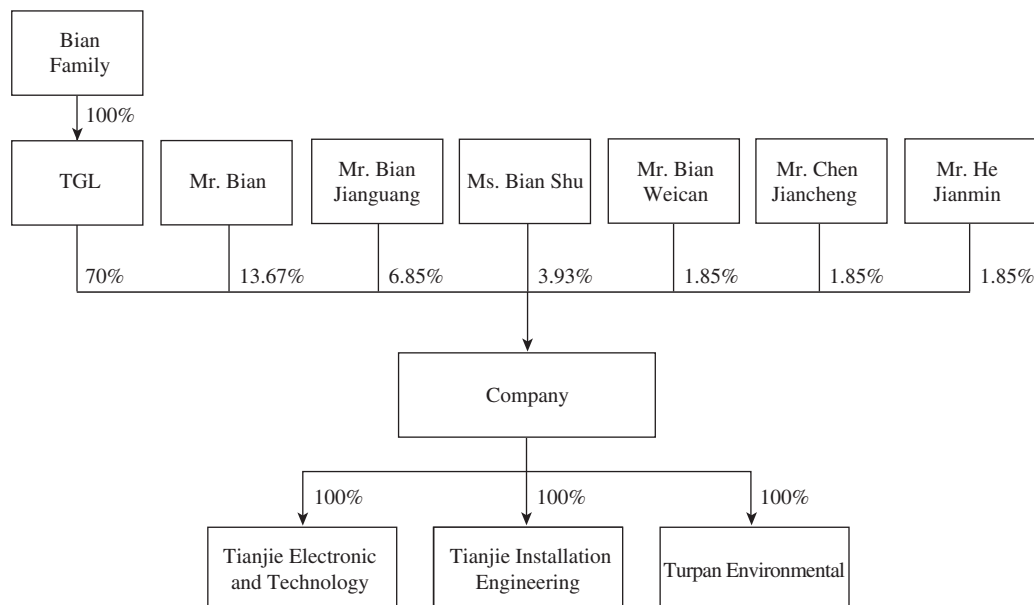 Bian
Family
100%
TGL
Mr. Bian
Mr. Bian
Jianguang
Ms. Bian Shu
Mr. Bian
Weican
Mr. Chen
Jiancheng
Mr. He
Jianmin
70%
13.67%
6.85%
3.93%
1.85%
1.85%
1.85%
Company
100%
100%
100%
Tianjie Electronic
and Technology
Tianjie Installation
Engineering
Turpan Environmental